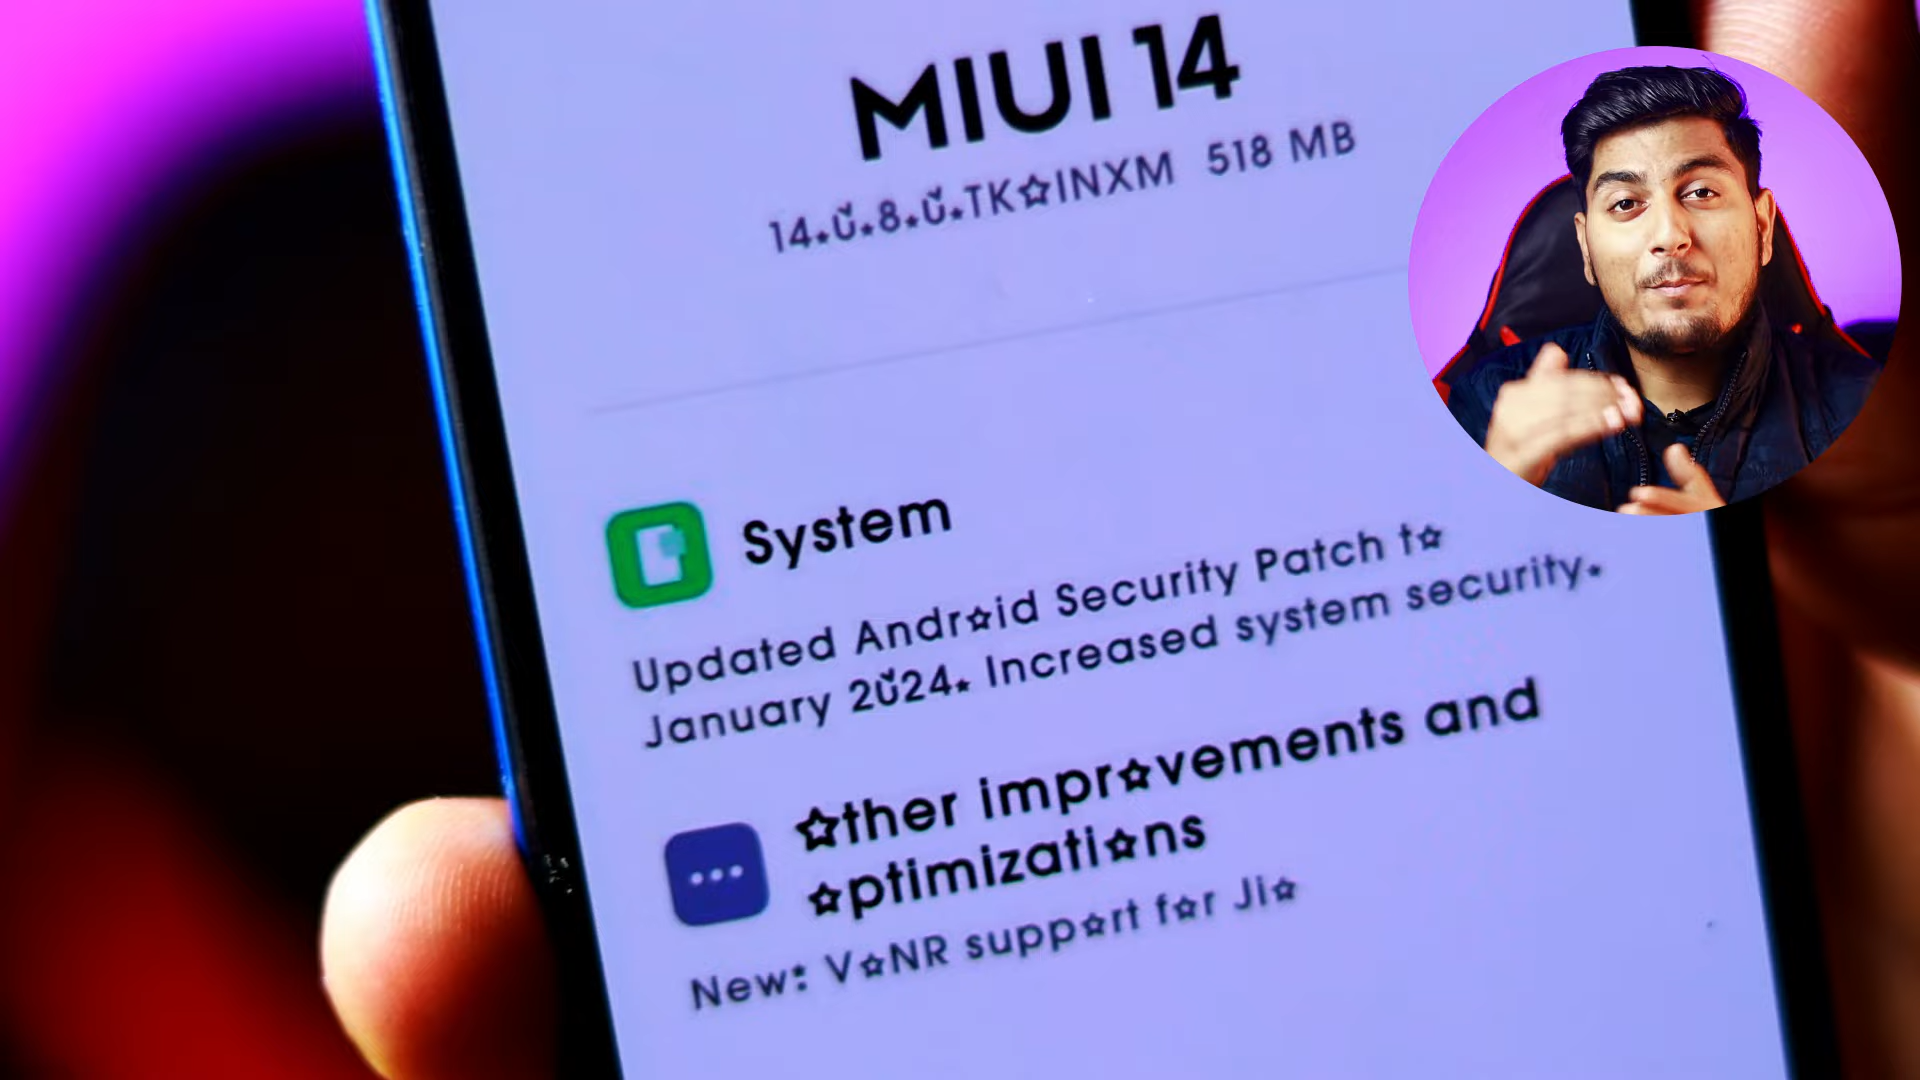 MIUI 14
14.0.8.0.TKOINXM 518 MB
System
Updated Android Security Patch to
January 2024. Increased system security.
Other improvements and
optimizations
New: VoNR support for Jio